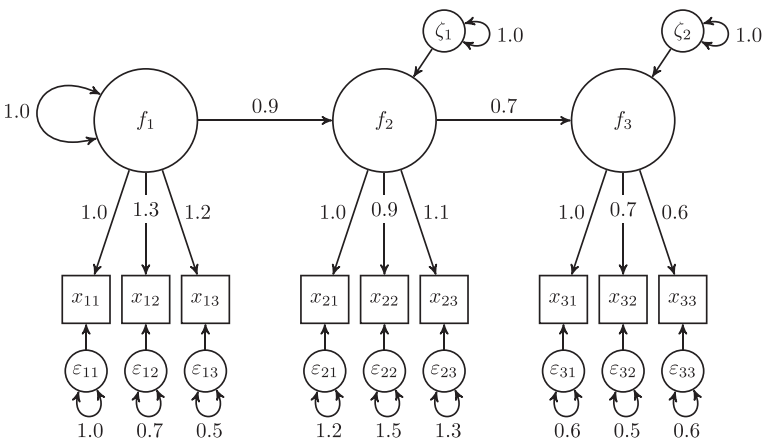 ζ₁ 1.0 ζ₂ 1.0
1.0 f₁ 0.9 f₂ 0.7 f₃
1.0 1.3 1.2 1.0 0.9 1.1 1.0 0.7 0.6
x₁₁ x₁₂ x₁₃ x₂₁ x₂₂ x₂₃ x₃₁ x₃₂ x₃₃
ε₁₁ ε₁₂ ε₁₃ ε₂₁ ε₂₂ ε₂₃ ε₃₁ ε₃₂ ε₃₃
1.0 0.7 0.5 1.2 1.5 1.3 0.6 0.5 0.6